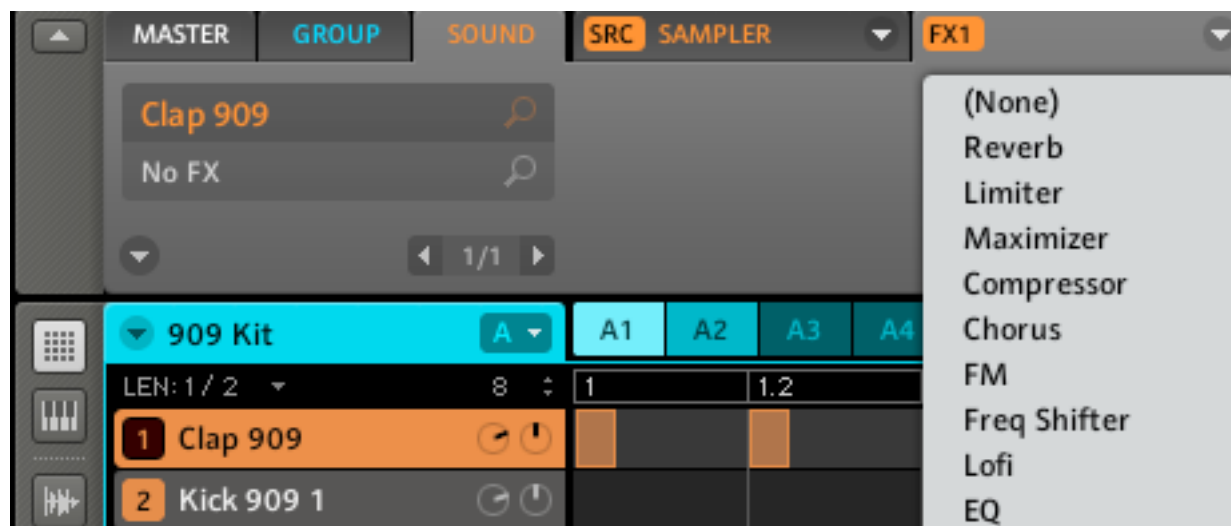 MASTER GROUP SOUND SRC SAMPLER FX1
Clap 909
No FX
1/1
(None)
Reverb
Limiter
Maximizer
Compressor
Chorus
FM
Freq Shifter
Lofi
EQ
909 Kit A A1 A2 A3 A4
LEN: 1 / 2 8 1 1.2
1 Clap 909
2 Kick 909 1